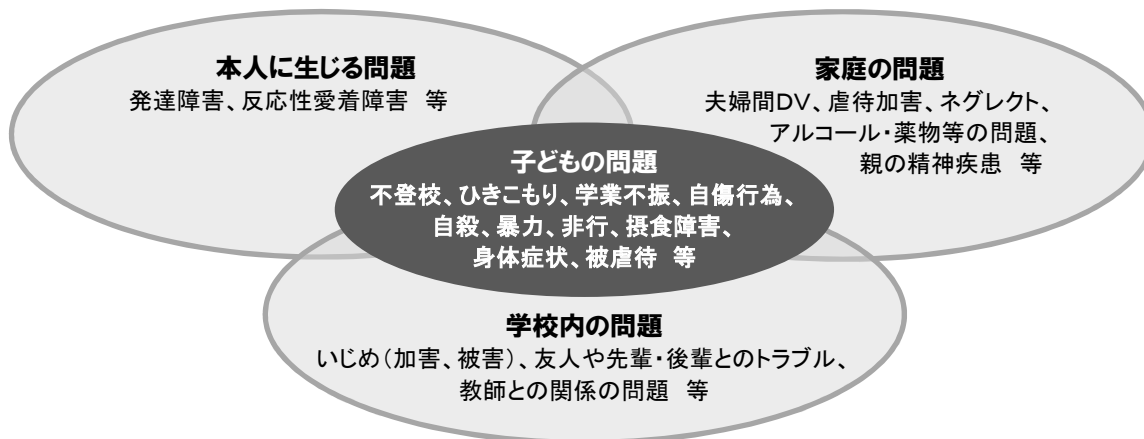 本人に生じる問題
発達障害、反応性愛着障害　等
家庭の問題
夫婦間DV、虐待加害、ネグレクト、
アルコール・薬物等の問題、
親の精神疾患　等
子どもの問題
不登校、ひきこもり、学業不振、自傷行為、
自殺、暴力、非行、摂食障害、
身体症状、被虐待　等
学校内の問題
いじめ（加害、被害）、友人や先輩・後輩とのトラブル、
教師との関係の問題　等